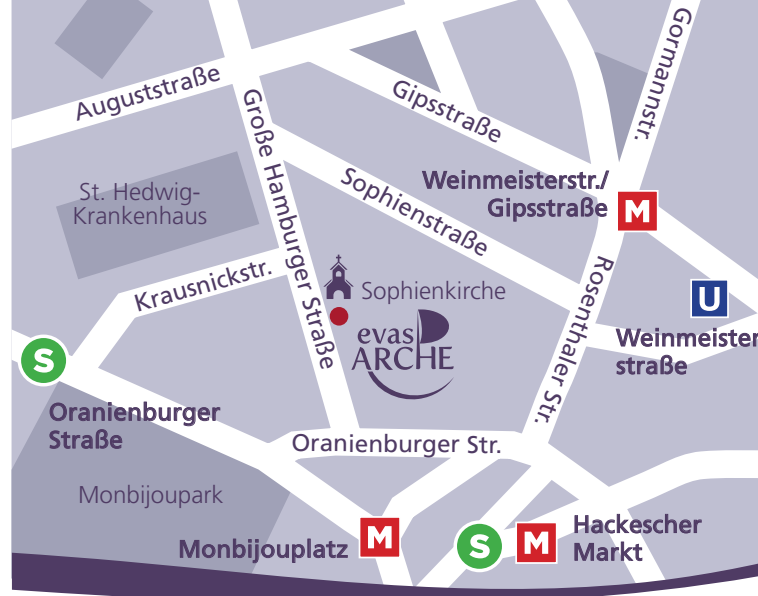 Auguststraße
Große Hamburger Straße
Gipsstraße
Gormannstr.
St. Hedwig-
Krankenhaus
Sophienstraße
Weinmeisterstr./
Gipsstraße
M
Krausnickstr.
Sophienkirche
Rosenthaler Str.
U
Weinmeister
straße
evas
ARCHE
S
Oranienburger
Straße
Oranienburger Str.
Monbijoupark
Monbijouplatz
M
S
M
Hackescher
Markt